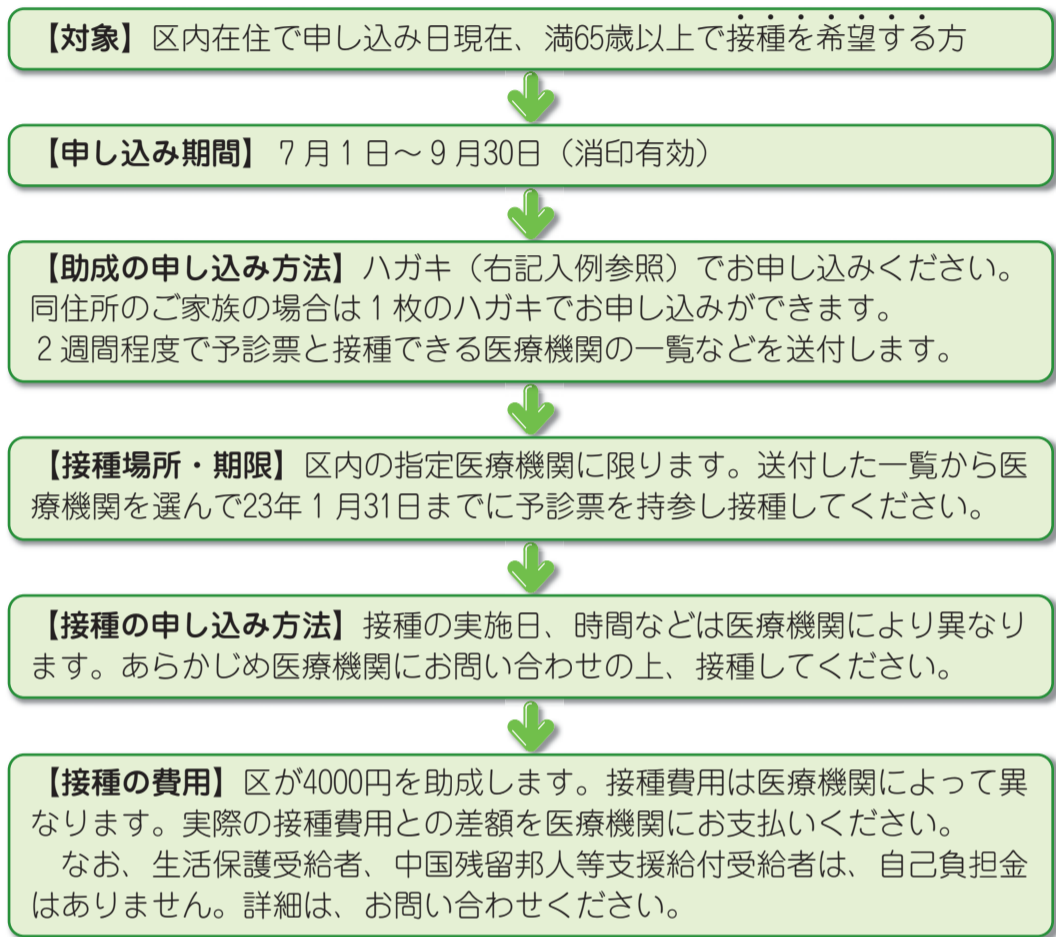 【対象】区内在住で申し込み日現在、満65歳以上で接種を希望する方
【申し込み期間】7月1日～9月30日（消印有効）
【助成の申し込み方法】ハガキ（右記入例参照）でお申し込みください。
同住所のご家族の場合は1枚のハガキでお申し込みができます。
2週間程度で予診票と接種できる医療機関の一覧などを送付します。
【接種場所・期限】区内の指定医療機関に限ります。送付した一覧から医
療機関を選んで23年1月31日までに予診票を持参し接種してください。
【接種の申し込み方法】接種の実施日、時間などは医療機関により異なり
ます。あらかじめ医療機関にお問い合わせの上、接種してください。
【接種の費用】区が4000円を助成します。接種費用は医療機関によって異
なります。実際の接種費用との差額を医療機関にお支払いください。
なお、生活保護受給者、中国残留邦人等支援給付受給者は、自己負担金
はありません。詳細は、お問い合わせください。